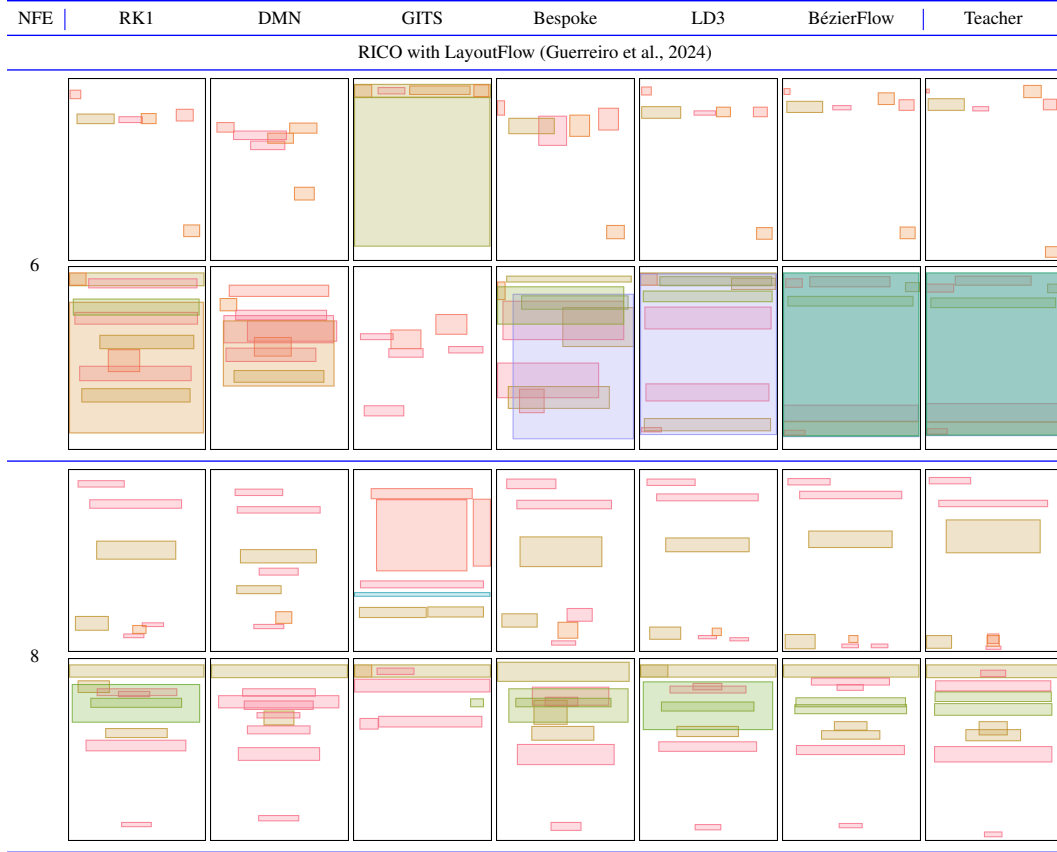 NFE RK1 DMN GITS Bespoke LD3 BézierFlow Teacher
RICO with LayoutFlow (Guerreiro et al., 2024)
6
8